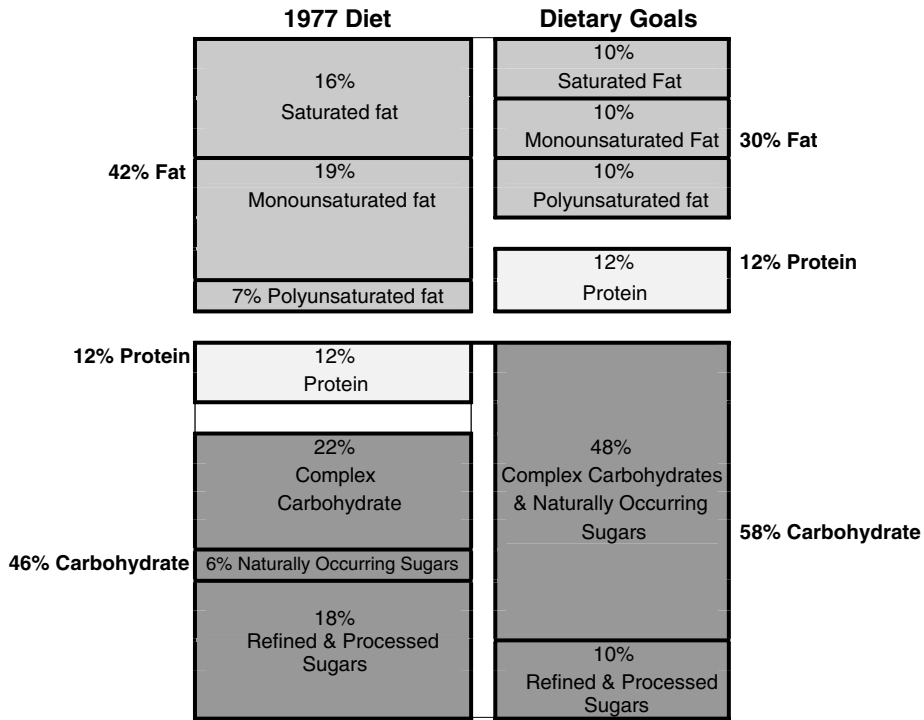 1977 Diet
Dietary Goals
16%
Saturated fat
42% Fat
19%
Monounsaturated fat
7% Polyunsaturated fat
12% Protein
12%
Protein
22%
Complex
Carbohydrate
46% Carbohydrate
6% Naturally Occurring Sugars
18%
Refined & Processed
Sugars
10%
Saturated Fat
10%
Monounsaturated Fat
30% Fat
10%
Polyunsaturated fat
12%
Protein
12% Protein
48%
Complex Carbohydrates
& Naturally Occurring
Sugars
58% Carbohydrate
10%
Refined & Processed
Sugars